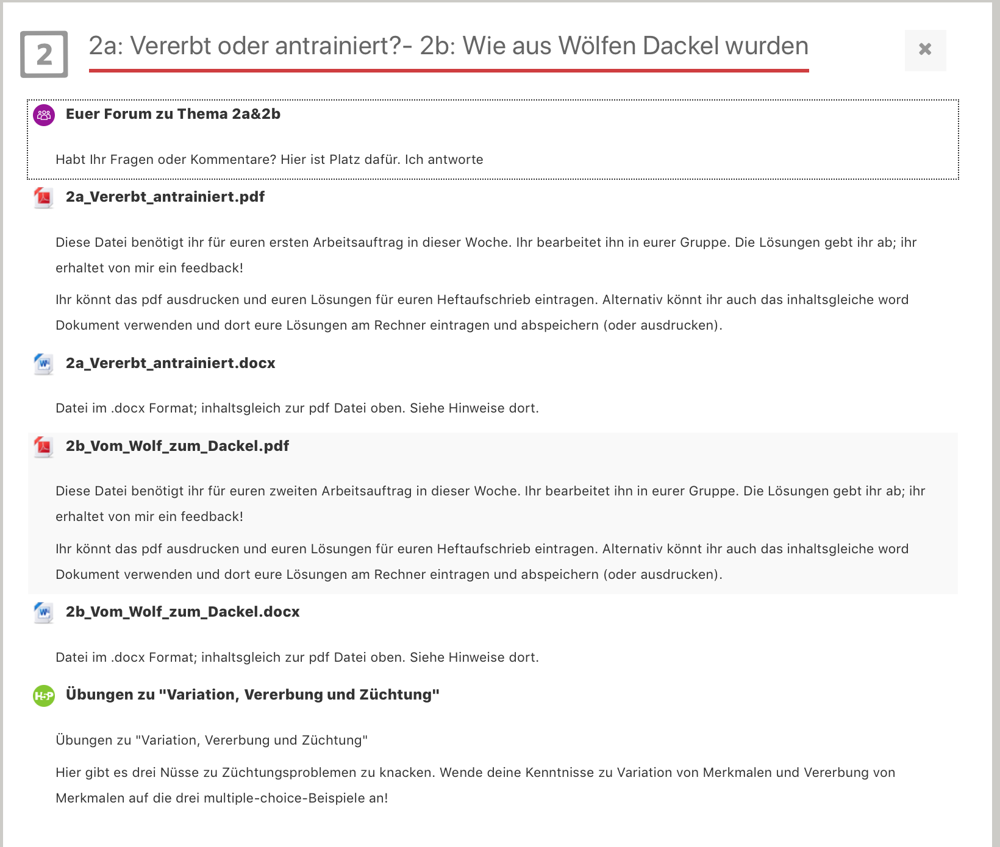 2
2a: Vererbt oder antrainiert?- 2b: Wie aus Wölfen Dackel wurden
Euer Forum zu Thema 2a&2b
Habt Ihr Fragen oder Kommentare? Hier ist Platz dafür. Ich antworte
2a_Vererbt_antrainiert.pdf
Diese Datei benötigt ihr für euren ersten Arbeitsauftrag in dieser Woche. Ihr bearbeitet ihn in eurer Gruppe. Die Lösungen gebt ihr ab; ihr
erhaltet von mir ein feedback!
Ihr könnt das pdf ausdrucken und euren Lösungen für euren Heftaufschrieb eintragen. Alternativ könnt ihr auch das inhaltsgleiche word
Dokument verwenden und dort eure Lösungen am Rechner eintragen und abspeichern (oder ausdrucken).
2a_Vererbt_antrainiert.docx
Datei im .docx Format; inhaltsgleich zur pdf Datei oben. Siehe Hinweise dort.
2b_Vom_Wolf_zum_Dackel.pdf
Diese Datei benötigt ihr für euren zweiten Arbeitsauftrag in dieser Woche. Ihr bearbeitet ihn in eurer Gruppe. Die Lösungen gebt ihr ab; ihr
erhaltet von mir ein feedback!
Ihr könnt das pdf ausdrucken und euren Lösungen für euren Heftaufschrieb eintragen. Alternativ könnt ihr auch das inhaltsgleiche word
Dokument verwenden und dort eure Lösungen am Rechner eintragen und abspeichern (oder ausdrucken).
2b_Vom_Wolf_zum_Dackel.docx
Datei im .docx Format; inhaltsgleich zur pdf Datei oben. Siehe Hinweise dort.
H5P Übungen zu "Variation, Vererbung und Züchtung"
Übungen zu "Variation, Vererbung und Züchtung"
Hier gibt es drei Nüsse zu Züchtungsproblemen zu knacken. Wende deine Kenntnisse zu Variation von Merkmalen und Vererbung von
Merkmalen auf die drei multiple-choice-Beispiele an!